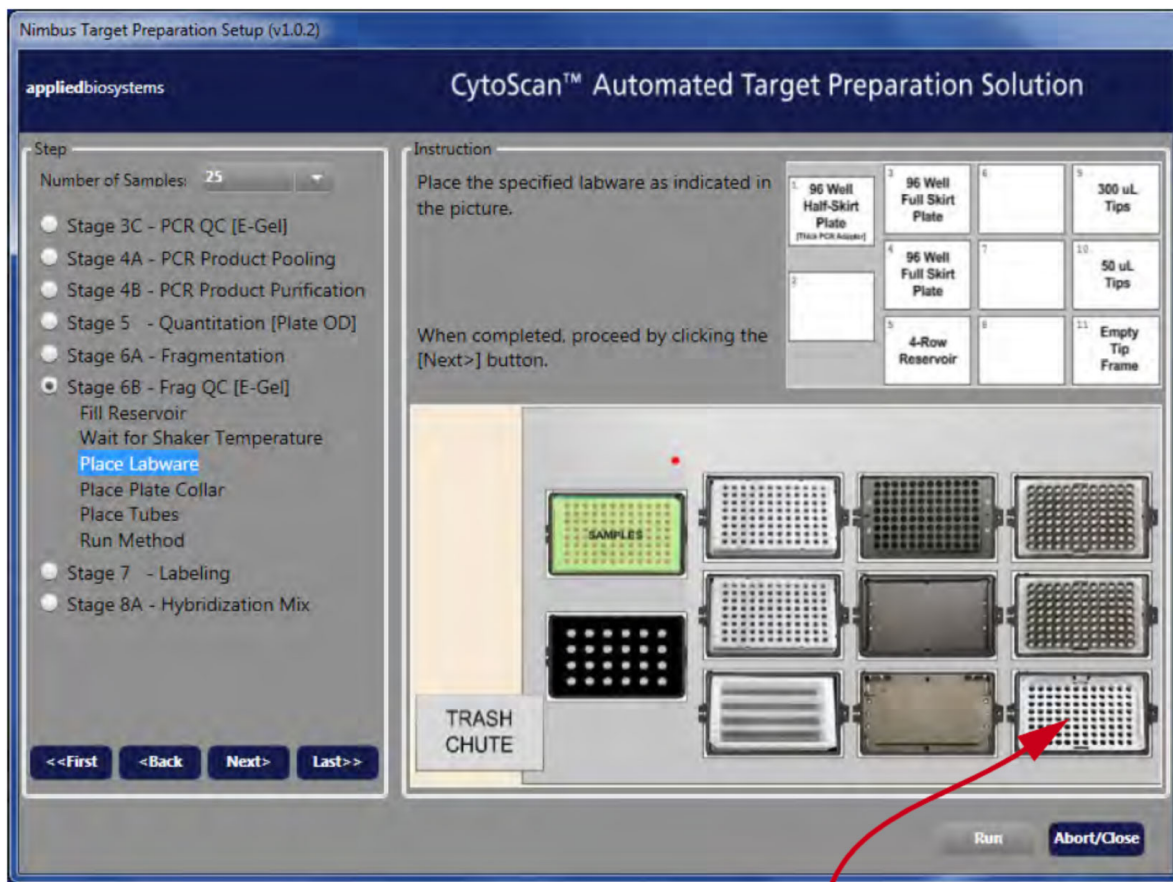 Nimbus Target Preparation Setup (v1.0.2)
appliedbiosystems
CytoScan™ Automated Target Preparation Solution
Step
Number of Samples: 25
Stage 3C - PCR QC [E-Gel]
Stage 4A - PCR Product Pooling
Stage 4B - PCR Product Purification
Stage 5 - Quantitation [Plate OD]
Stage 6A - Fragmentation
Stage 6B - Frag QC [E-Gel]
Fill Reservoir
Wait for Shaker Temperature
Place Labware
Place Plate Collar
Place Tubes
Run Method
Stage 7 - Labeling
Stage 8A - Hybridization Mix
<<First
<Back
Next>
Last>>
Instruction
Place the specified labware as indicated in
the picture.
When completed, proceed by clicking the
[Next>] button.
1
96 Well
Half-Skirt
Plate
[Thick PCR Adapter]
2
3
96 Well
Full Skirt
Plate
4
96 Well
Full Skirt
Plate
5
4-Row
Reservoir
6
7
8
9
300 uL
Tips
10
50 uL
Tips
11
Empty
Tip
Frame
SAMPLES
TRASH
CHUTE
Run
Abort/Close